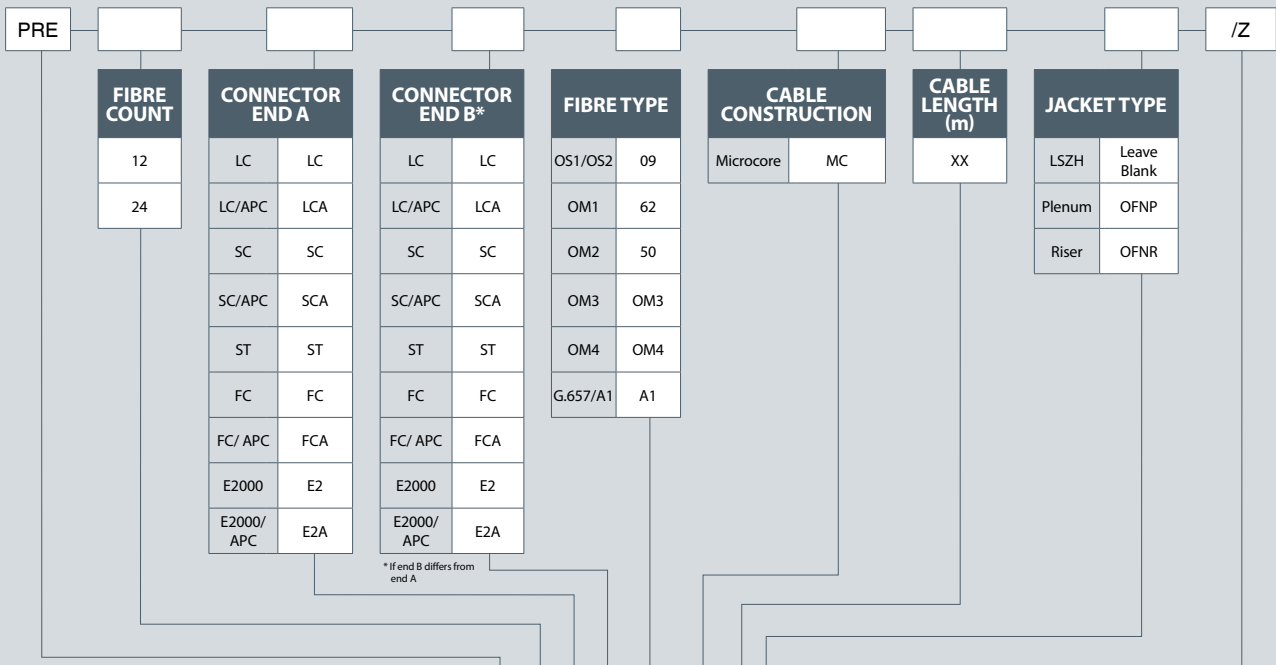 PRE /Z
FIBRE COUNT
12
24
CONNECTOR END A
LC LC
LC/APC LCA
SC SC
SC/APC SCA
ST ST
FC FC
FC/ APC FCA
E2000 E2
E2000/ APC E2A
CONNECTOR END B*
LC LC
LC/APC LCA
SC SC
SC/APC SCA
ST ST
FC FC
FC/ APC FCA
E2000 E2
E2000/ APC E2A
* If end B differs from
end A
FIBRE TYPE
OS1/OS2 09
OM1 62
OM2 50
OM3 OM3
OM4 OM4
G.657/A1 A1
CABLE CONSTRUCTION
Microcore MC
CABLE LENGTH (m)
XX
JACKET TYPE
LSZH Leave Blank
Plenum OFNP
Riser OFNR